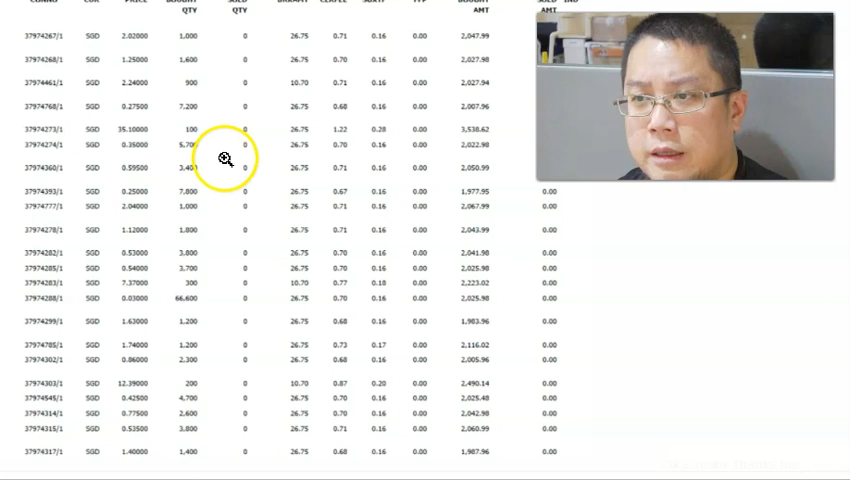 CONNO CUR PRICE BOUGHT SOLD BRKAMT CLRFEE SGXTF TYP BOUGHT SOLD IND
QTY QTY AMT AMT
37974267/1 SGD 2.02000 1,000 0 26.75 0.71 0.16 0.00 2,047.99
37974268/1 SGD 1.25000 1,600 0 26.75 0.70 0.16 0.00 2,027.98
37974461/1 SGD 2.24000 900 0 10.70 0.71 0.16 0.00 2,027.94
37974768/1 SGD 0.27500 7,200 0 26.75 0.68 0.16 0.00 2,007.96
37974273/1 SGD 35.10000 100 0 26.75 1.22 0.28 0.00 3,538.62
37974274/1 SGD 0.35000 5,700 0 26.75 0.70 0.16 0.00 2,022.98
37974360/1 SGD 0.59500 3,400 0 26.75 0.71 0.16 0.00 2,050.99
37974393/1 SGD 0.25000 7,800 0 26.75 0.67 0.16 0.00 1,977.95 0.00
37974777/1 SGD 2.04000 1,000 0 26.75 0.71 0.16 0.00 2,067.99 0.00
37974278/1 SGD 1.12000 1,800 0 26.75 0.71 0.16 0.00 2,043.99 0.00
37974282/1 SGD 0.53000 3,800 0 26.75 0.70 0.16 0.00 2,041.98 0.00
37974285/1 SGD 0.54000 3,700 0 26.75 0.70 0.16 0.00 2,025.98 0.00
37974283/1 SGD 7.37000 300 0 10.70 0.77 0.18 0.00 2,223.02 0.00
37974288/1 SGD 0.03000 66,600 0 26.75 0.70 0.16 0.00 2,025.98 0.00
37974299/1 SGD 1.63000 1,200 0 26.75 0.68 0.16 0.00 1,983.96 0.00
37974785/1 SGD 1.74000 1,200 0 26.75 0.73 0.17 0.00 2,116.02 0.00
37974302/1 SGD 0.86000 2,300 0 26.75 0.68 0.16 0.00 2,005.96 0.00
37974303/1 SGD 12.39000 200 0 10.70 0.87 0.20 0.00 2,490.14 0.00
37974545/1 SGD 0.42500 4,700 0 26.75 0.70 0.16 0.00 2,025.48 0.00
37974314/1 SGD 0.77500 2,600 0 26.75 0.70 0.16 0.00 2,042.98 0.00
37974315/1 SGD 0.53500 3,800 0 26.75 0.71 0.16 0.00 2,060.99 0.00
37974317/1 SGD 1.40000 1,400 0 26.75 0.68 0.16 0.00 1,987.96 0.00